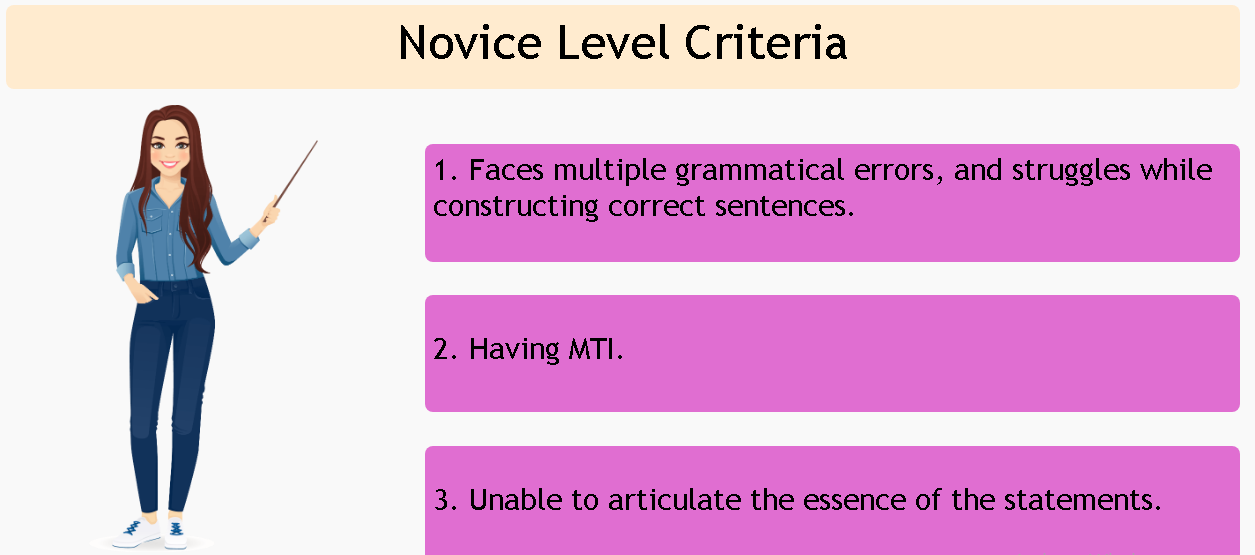 Novice Level Criteria
1. Faces multiple grammatical errors, and struggles while
constructing correct sentences.
2. Having MTI.
3. Unable to articulate the essence of the statements.